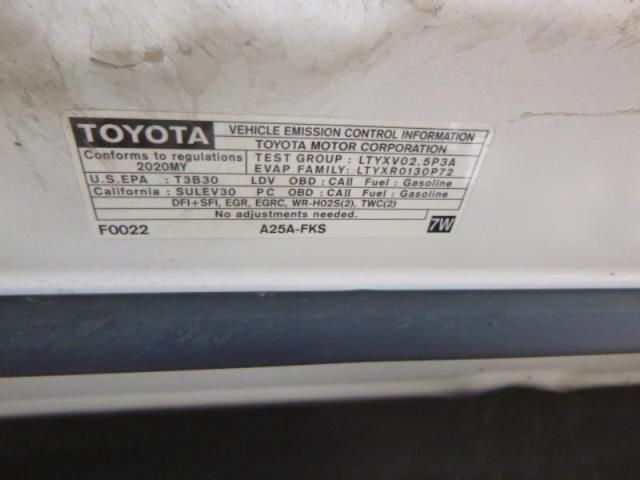 TOYOTA
VEHICLE EMISSION CONTROL INFORMATION
TOYOTA MOTOR CORPORATION
Conforms to regulations
2020MY
TEST GROUP : LTYXV02.5P3A
EVAP FAMILY: LTYXR0130P72
U.S.EPA : T3B30 LDV OBD : CAII Fuel : Gasoline
California : SULEV30 PC OBD : CAII Fuel : Gasoline
DFI+SFI, EGR, EGRC, WR-HO2S(2), TWC(2)
No adjustments needed.
F0022 A25A-FKS 7W